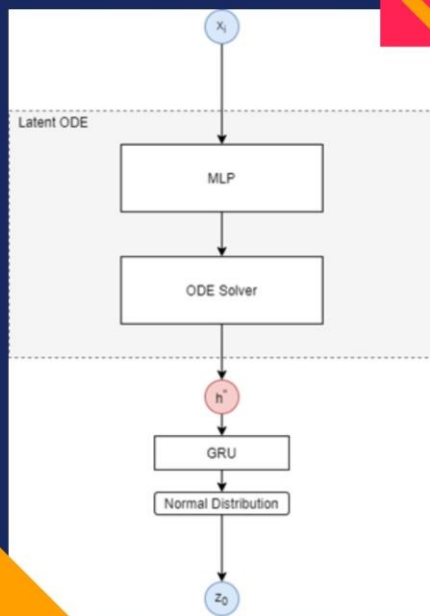 xᵢ
Latent ODE
MLP
ODE Solver
h"
GRU
Normal Distribution
z₀